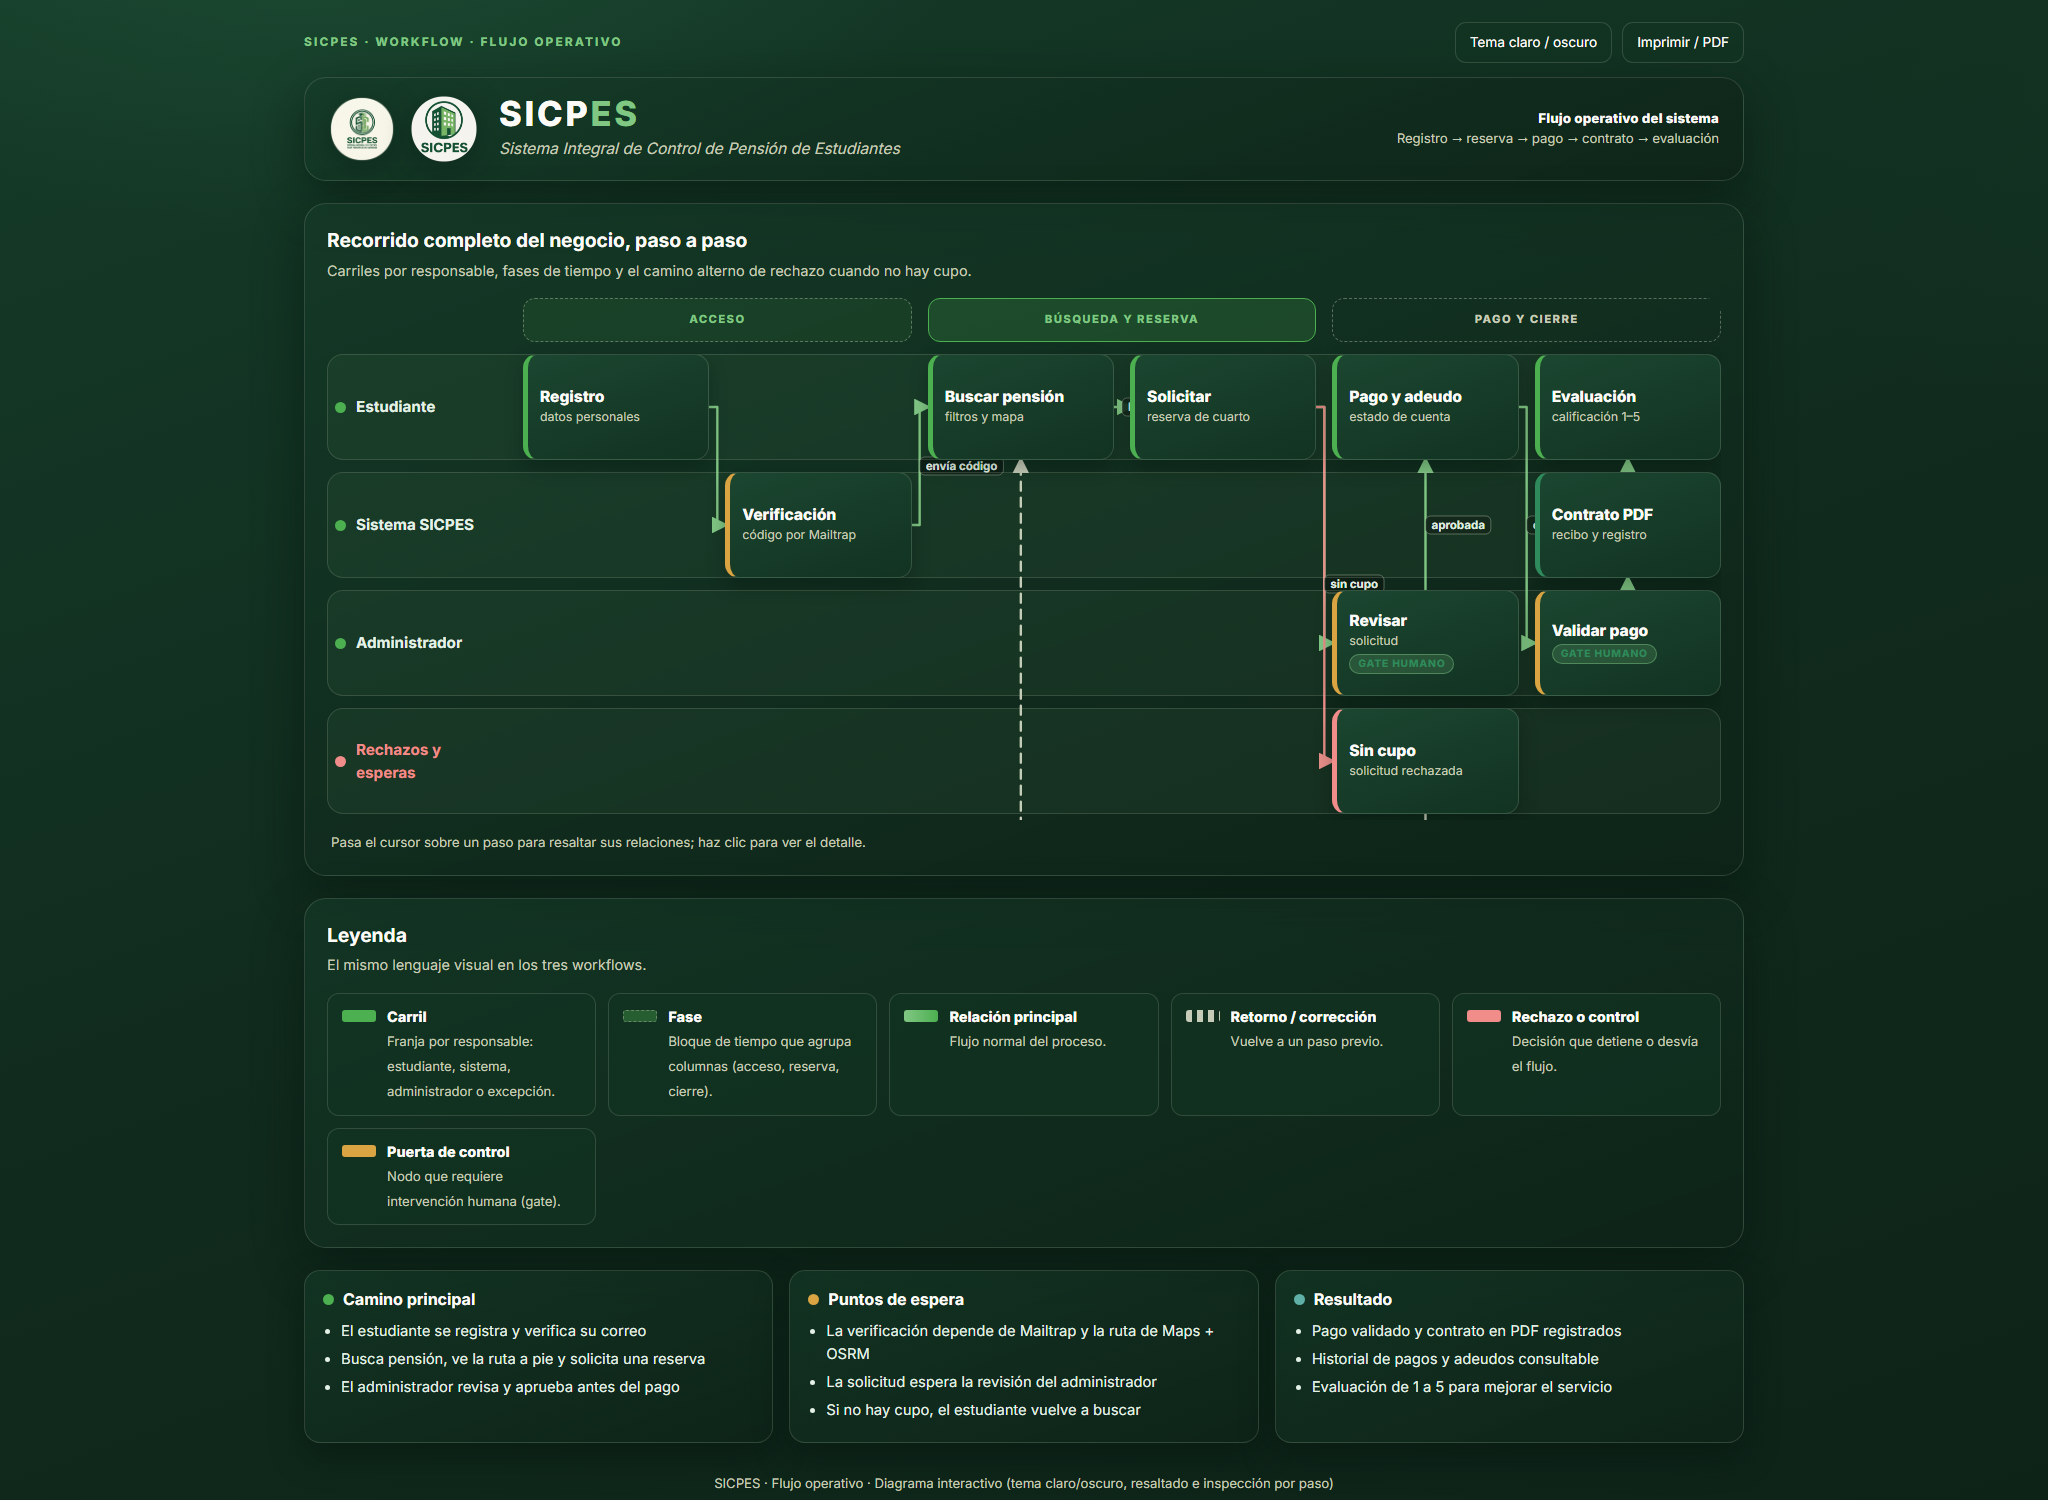 SICPES · WORKFLOW · FLUJO OPERATIVO
Tema claro / oscuro
Imprimir / PDF
SICPES
SICPES
SICPES
Sistema Integral de Control de Pensión de Estudiantes
Flujo operativo del sistema
Registro → reserva → pago → contrato → evaluación
Recorrido completo del negocio, paso a paso
Carriles por responsable, fases de tiempo y el camino alterno de rechazo cuando no hay cupo.
ACCESO
BÚSQUEDA Y RESERVA
PAGO Y CIERRE
Estudiante
Registro
datos personales
Buscar pensión
filtros y mapa
Solicitar
reserva de cuarto
Pago y adeudo
estado de cuenta
Evaluación
calificación 1–5
envía código
Sistema SICPES
Verificación
código por Mailtrap
aprobada
Contrato PDF
recibo y registro
sin cupo
Administrador
Revisar
solicitud
GATE HUMANO
Validar pago
GATE HUMANO
Rechazos y
esperas
Sin cupo
solicitud rechazada
Pasa el cursor sobre un paso para resaltar sus relaciones; haz clic para ver el detalle.
Leyenda
El mismo lenguaje visual en los tres workflows.
Carril
Franja por responsable:
estudiante, sistema,
administrador o excepción.
Fase
Bloque de tiempo que agrupa
columnas (acceso, reserva,
cierre).
Relación principal
Flujo normal del proceso.
Retorno / corrección
Vuelve a un paso previo.
Rechazo o control
Decisión que detiene o desvía
el flujo.
Puerta de control
Nodo que requiere
intervención humana (gate).
Camino principal
• El estudiante se registra y verifica su correo
• Busca pensión, ve la ruta a pie y solicita una reserva
• El administrador revisa y aprueba antes del pago
Puntos de espera
• La verificación depende de Mailtrap y la ruta de Maps +
OSRM
• La solicitud espera la revisión del administrador
• Si no hay cupo, el estudiante vuelve a buscar
Resultado
• Pago validado y contrato en PDF registrados
• Historial de pagos y adeudos consultable
• Evaluación de 1 a 5 para mejorar el servicio
SICPES · Flujo operativo · Diagrama interactivo (tema claro/oscuro, resaltado e inspección por paso)